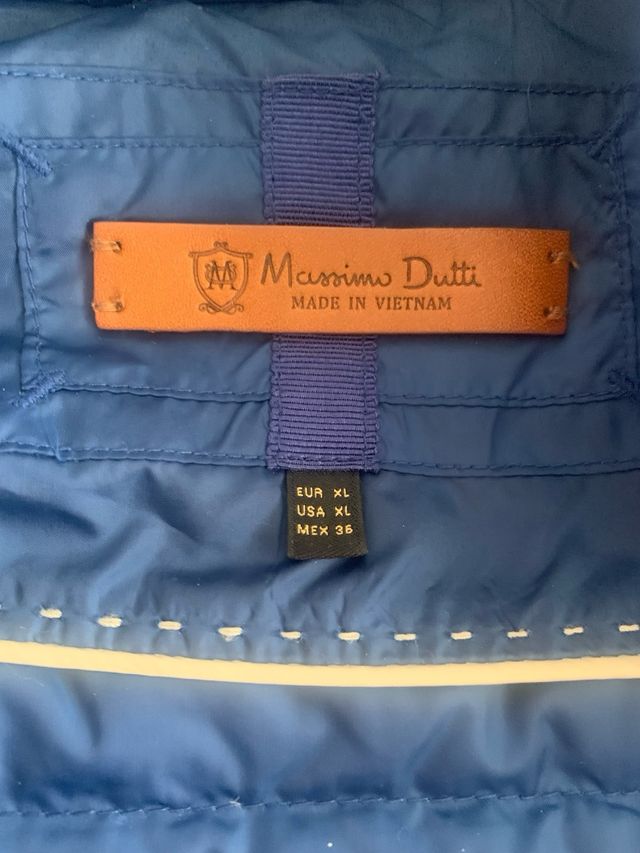 M
Massimo Dutti
MADE IN VIETNAM
EUR XL
USA XL
MEX 36